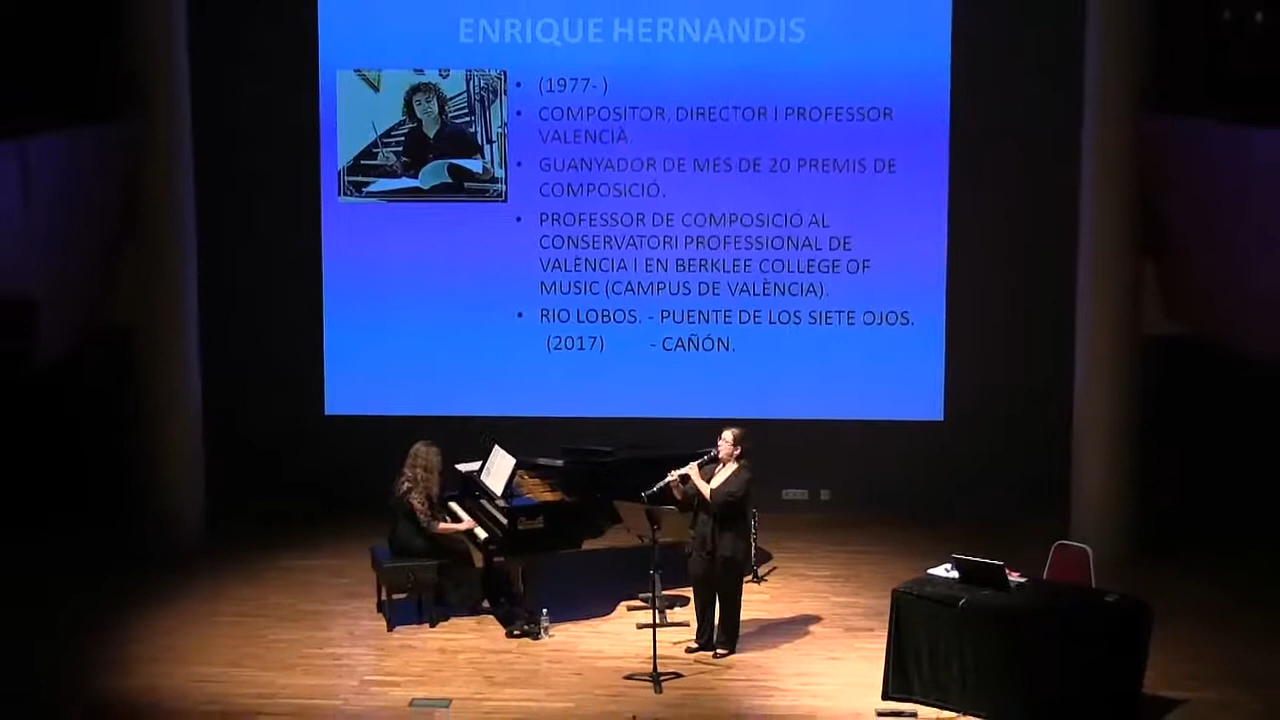 ENRIQUE HERNANDIS
• (1977- )
• COMPOSITOR, DIRECTOR I PROFESSOR
VALENCIÀ.
• GUANYADOR DE MÉS DE 20 PREMIS DE
COMPOSICIÓ.
• PROFESSOR DE COMPOSICIÓ AL
CONSERVATORI PROFESSIONAL DE
VALÈNCIA I EN BERKLEE COLLEGE OF
MUSIC (CAMPUS DE VALÈNCIA).
• RIO LOBOS. - PUENTE DE LOS SIETE OJOS.
(2017) - CAÑÓN.